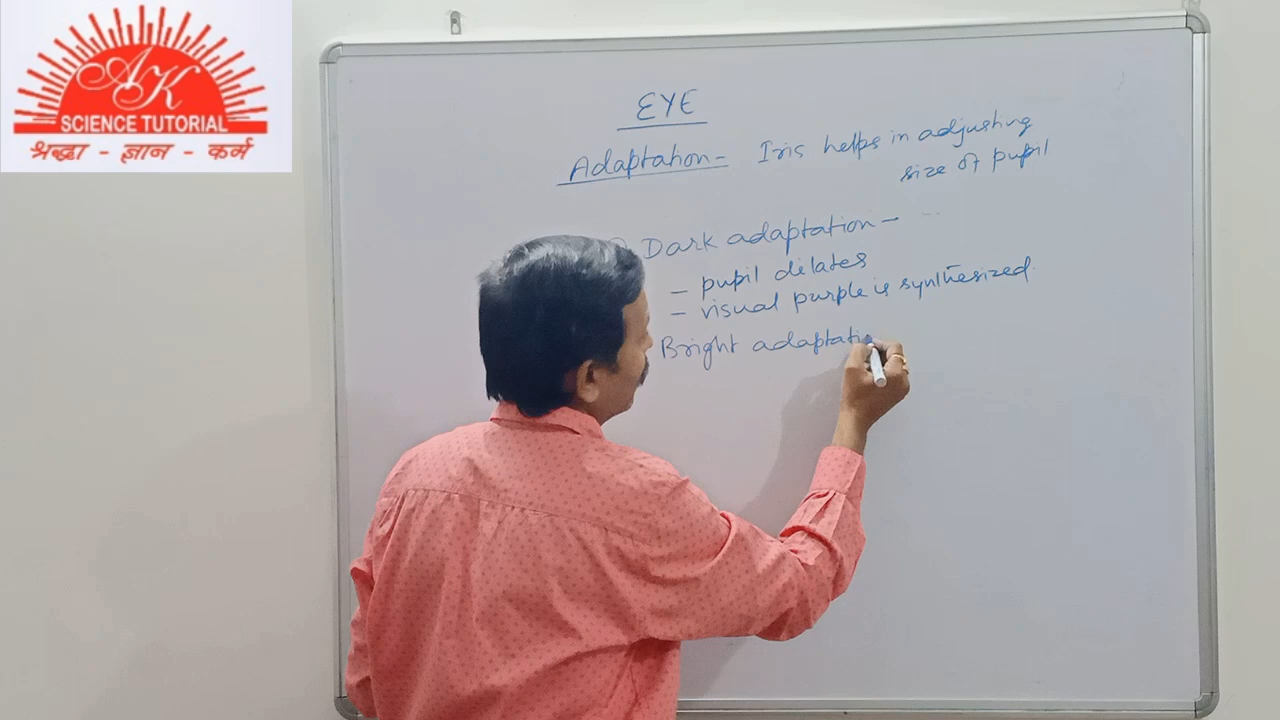 AK
SCIENCE TUTORIAL
श्रद्धा - ज्ञान - कर्म
EYE
Adaptation - Iris helps in adjusting
size of pupil
Dark adaptation -
- pupil dilates
- visual purple is synthesized
Bright adaptatio